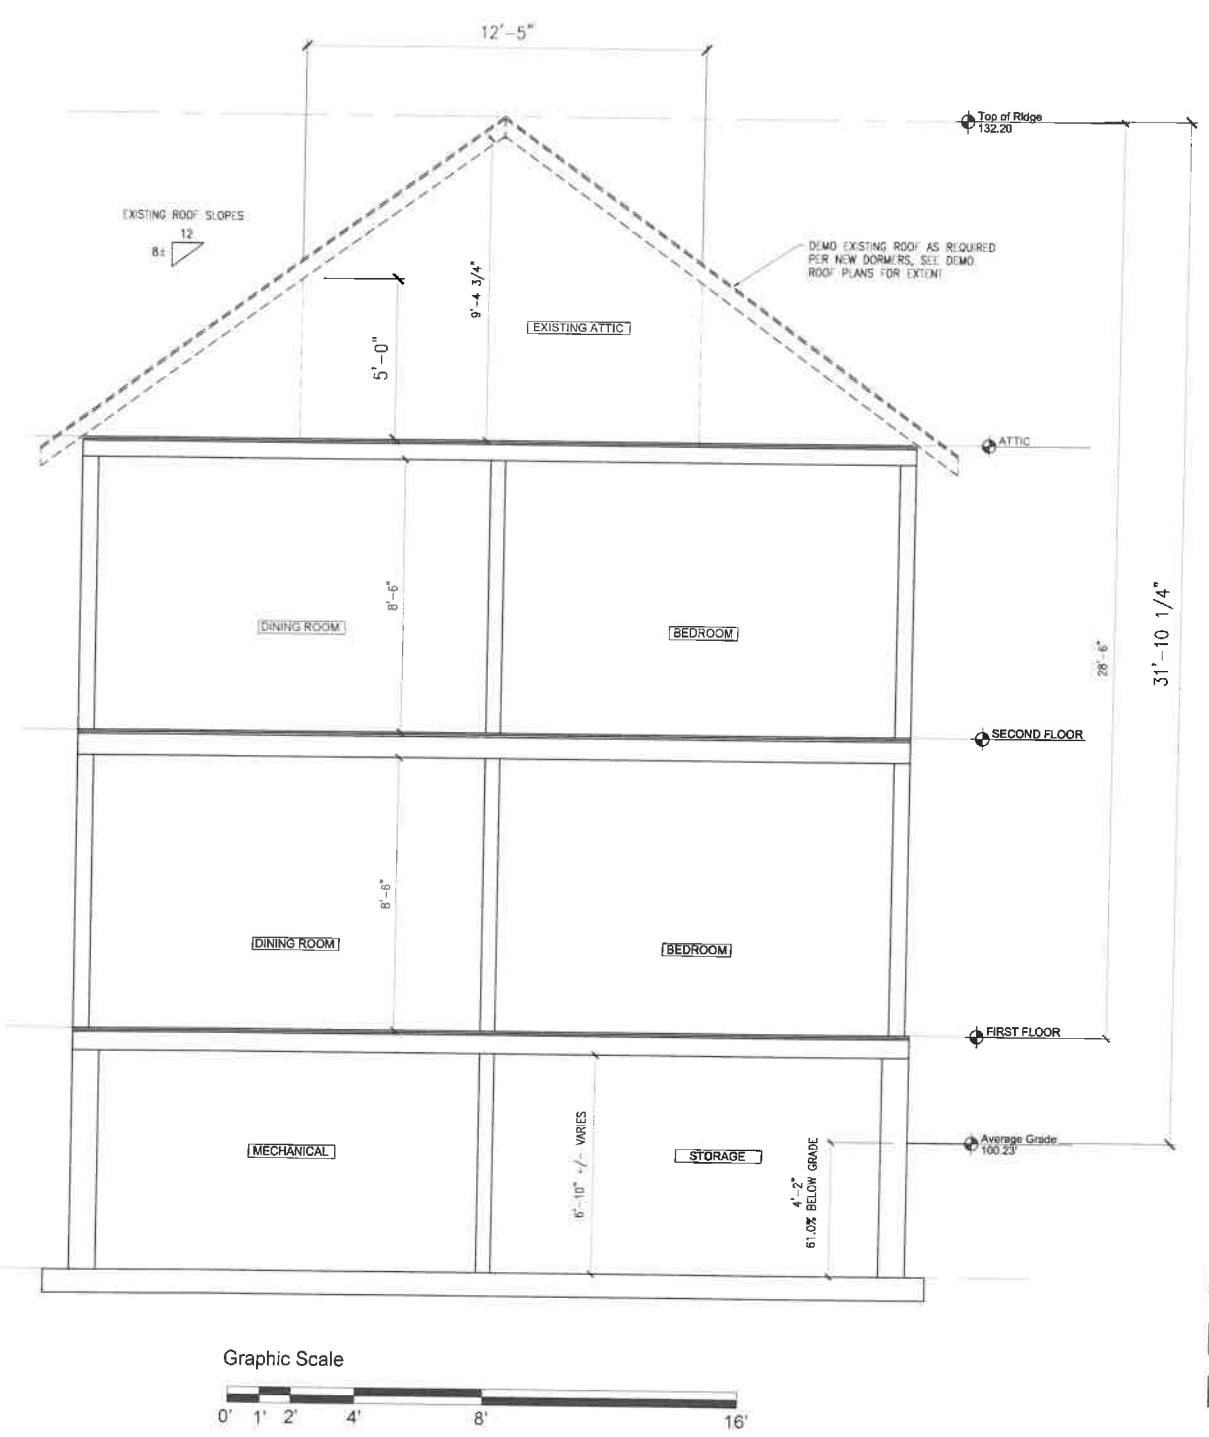 12'-5"
Top of Ridge
132.20
EXISTING ROOF SLOPES
12
8±
DEMO EXISTING ROOF AS REQUIRED
PER NEW DORMERS, SEE DEMO
ROOF PLANS FOR EXTENT
9'-4 3/4"
EXISTING ATTIC
5'-0"
ATTIC
8'-6"
DINING ROOM
BEDROOM
28'-6"
31'-10 1/4"
SECOND FLOOR
8'-6"
DINING ROOM
BEDROOM
FIRST FLOOR
MECHANICAL
6'-10" +/- VARIES
STORAGE
4'-2"
61.0% BELOW GRADE
Average Grade
100.23'
Graphic Scale
0' 1' 2' 4' 8' 16'